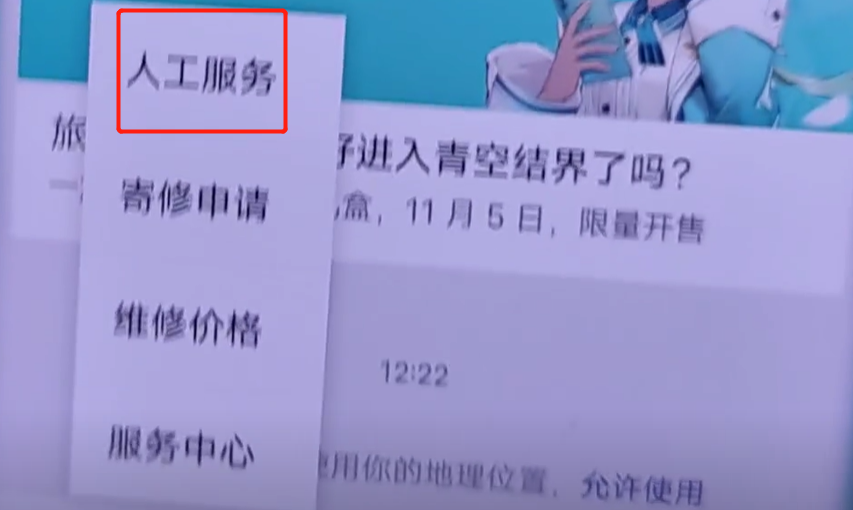 人工服务
寄修申请
维修价格
服务中心
旅
好进入青空结界了吗?
盒，11月5日，限量开售
12:22
使用你的地理位置，允许使用